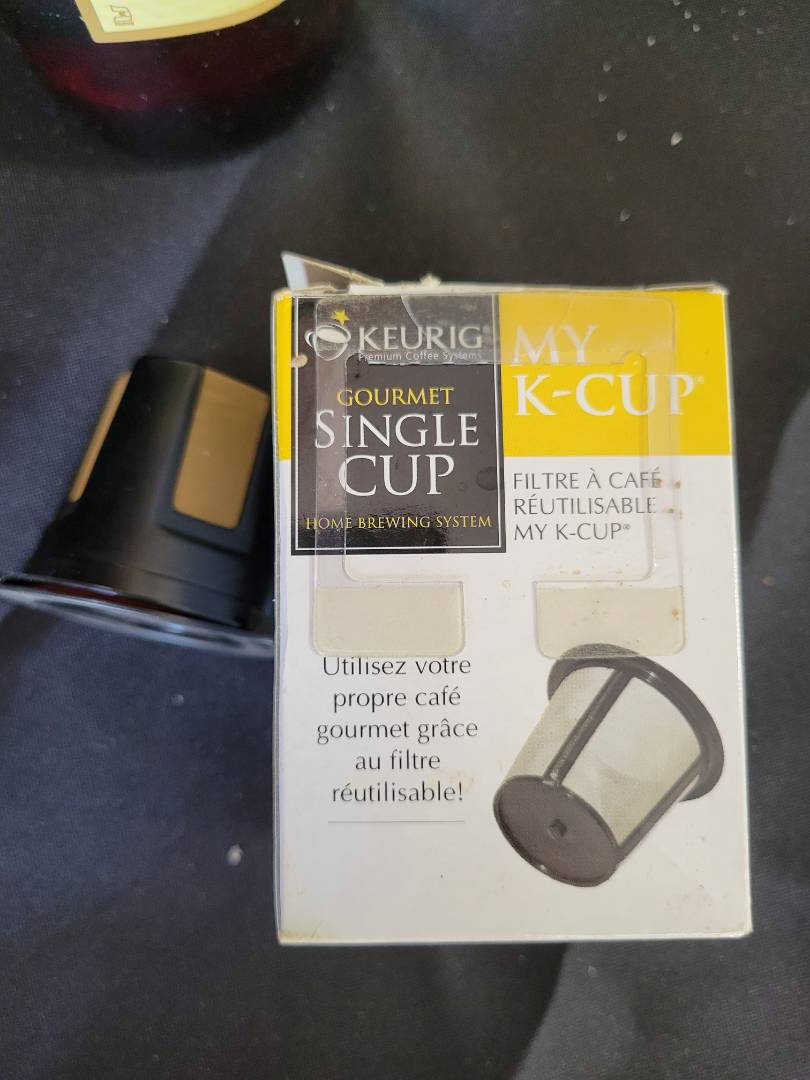 KEURIG®
Premium Coffee Systems
GOURMET
SINGLE
CUP
HOME BREWING SYSTEM
MY
K-CUP®
FILTRE À CAFÉ
RÉUTILISABLE
MY K-CUP®
Utilisez votre
propre café
gourmet grâce
au filtre
réutilisable!